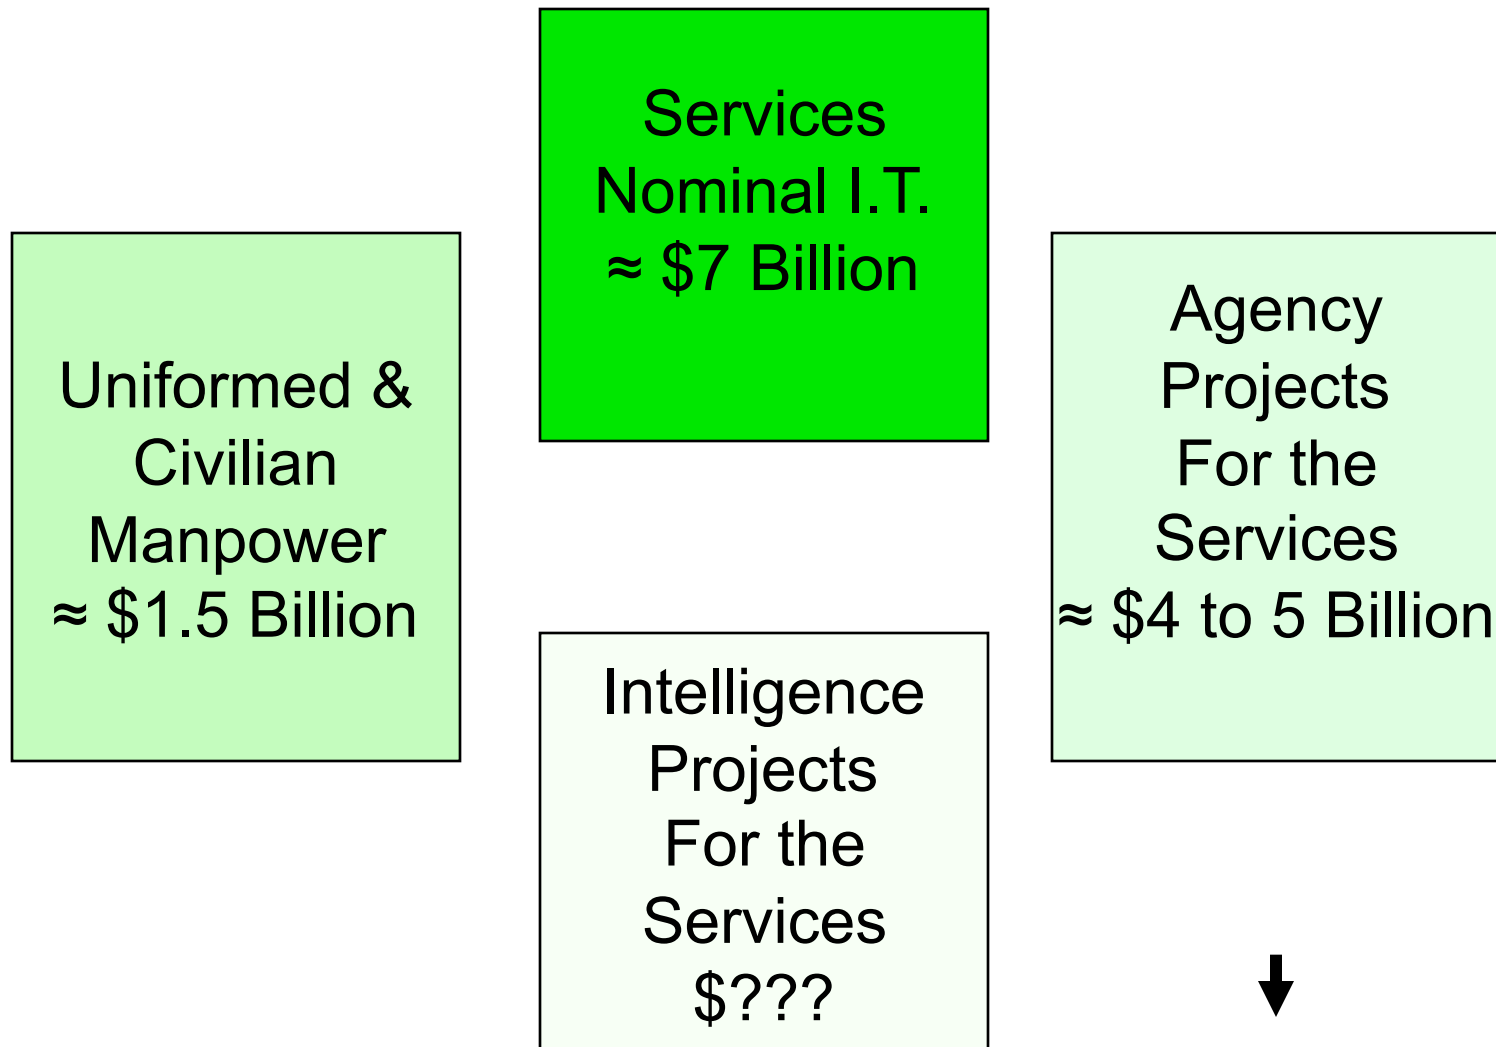 Services
Nominal I.T.
≈ $7 Billion
Uniformed &
Civilian
Manpower
≈ $1.5 Billion
Agency
Projects
For the
Services
≈ $4 to 5 Billion
Intelligence
Projects
For the
Services
$???